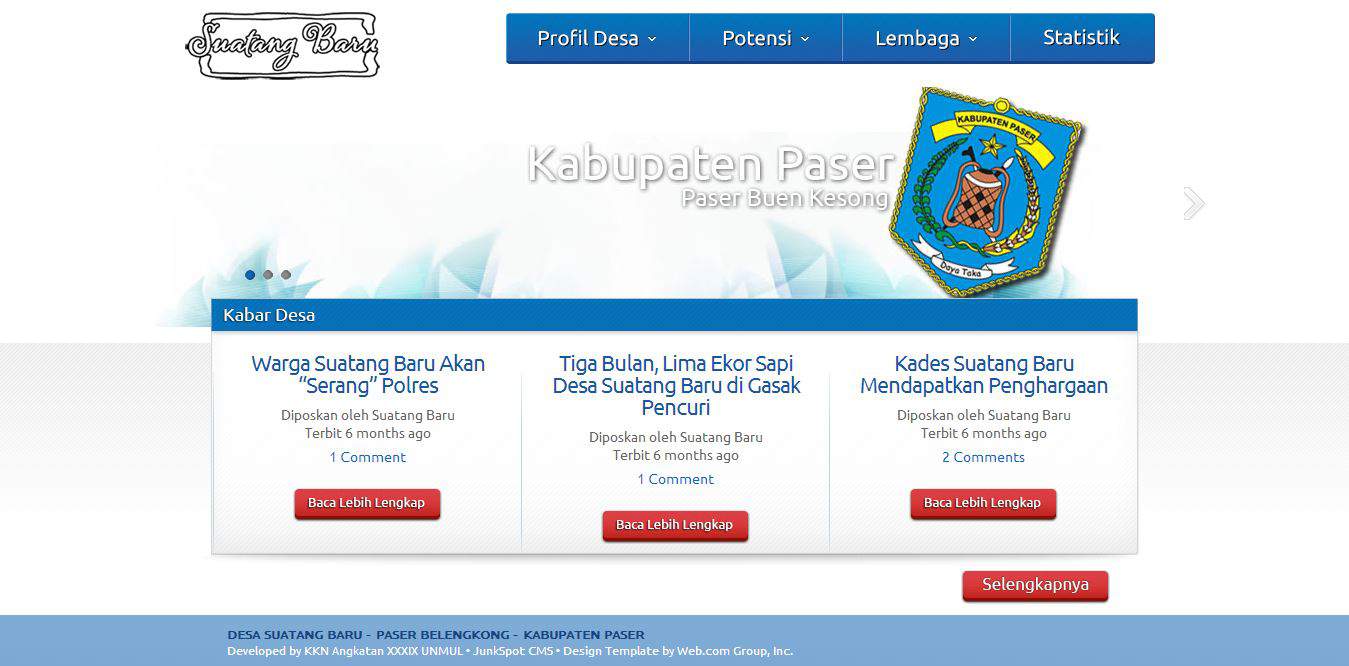 Suatang Baru
Profil Desa
Potensi
Lembaga
Statistik
KABUPATEN PASER
Kabupaten Paser
Paser Buen Kesong
Daya Taka
Kabar Desa
Warga Suatang Baru Akan
“Serang” Polres
Diposkan oleh Suatang Baru
Terbit 6 months ago
1 Comment
Baca Lebih Lengkap
Tiga Bulan, Lima Ekor Sapi
Desa Suatang Baru di Gasak
Pencuri
Diposkan oleh Suatang Baru
Terbit 6 months ago
1 Comment
Baca Lebih Lengkap
Kades Suatang Baru
Mendapatkan Penghargaan
Diposkan oleh Suatang Baru
Terbit 6 months ago
2 Comments
Baca Lebih Lengkap
Selengkapnya
DESA SUATANG BARU - PASER BELENGKONG - KABUPATEN PASER
Developed by KKN Angkatan XXXIX UNMUL • JunkSpot CMS • Design Template by Web.com Group, Inc.